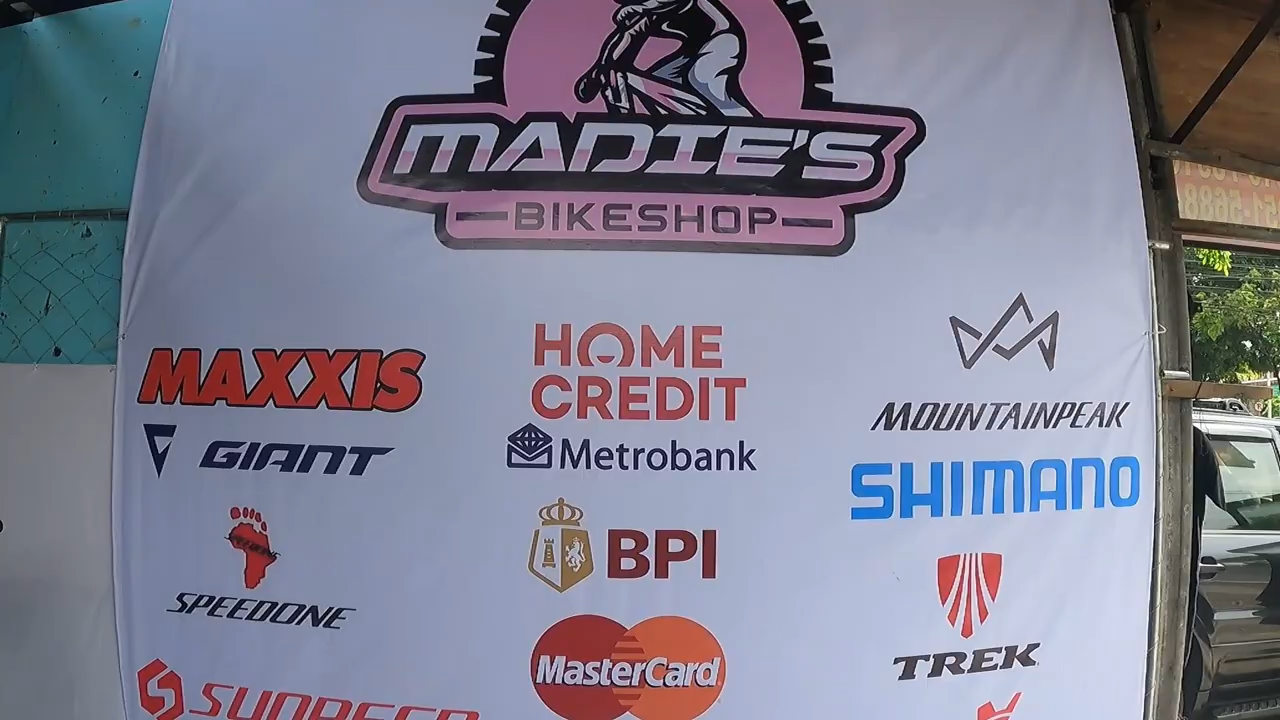 MADIE'S
BIKESHOP
MAXXIS
GIANT
SPEEDONE
HOME
CREDIT
Metrobank
BPI
MasterCard
MOUNTAINPEAK
SHIMANO
TREK